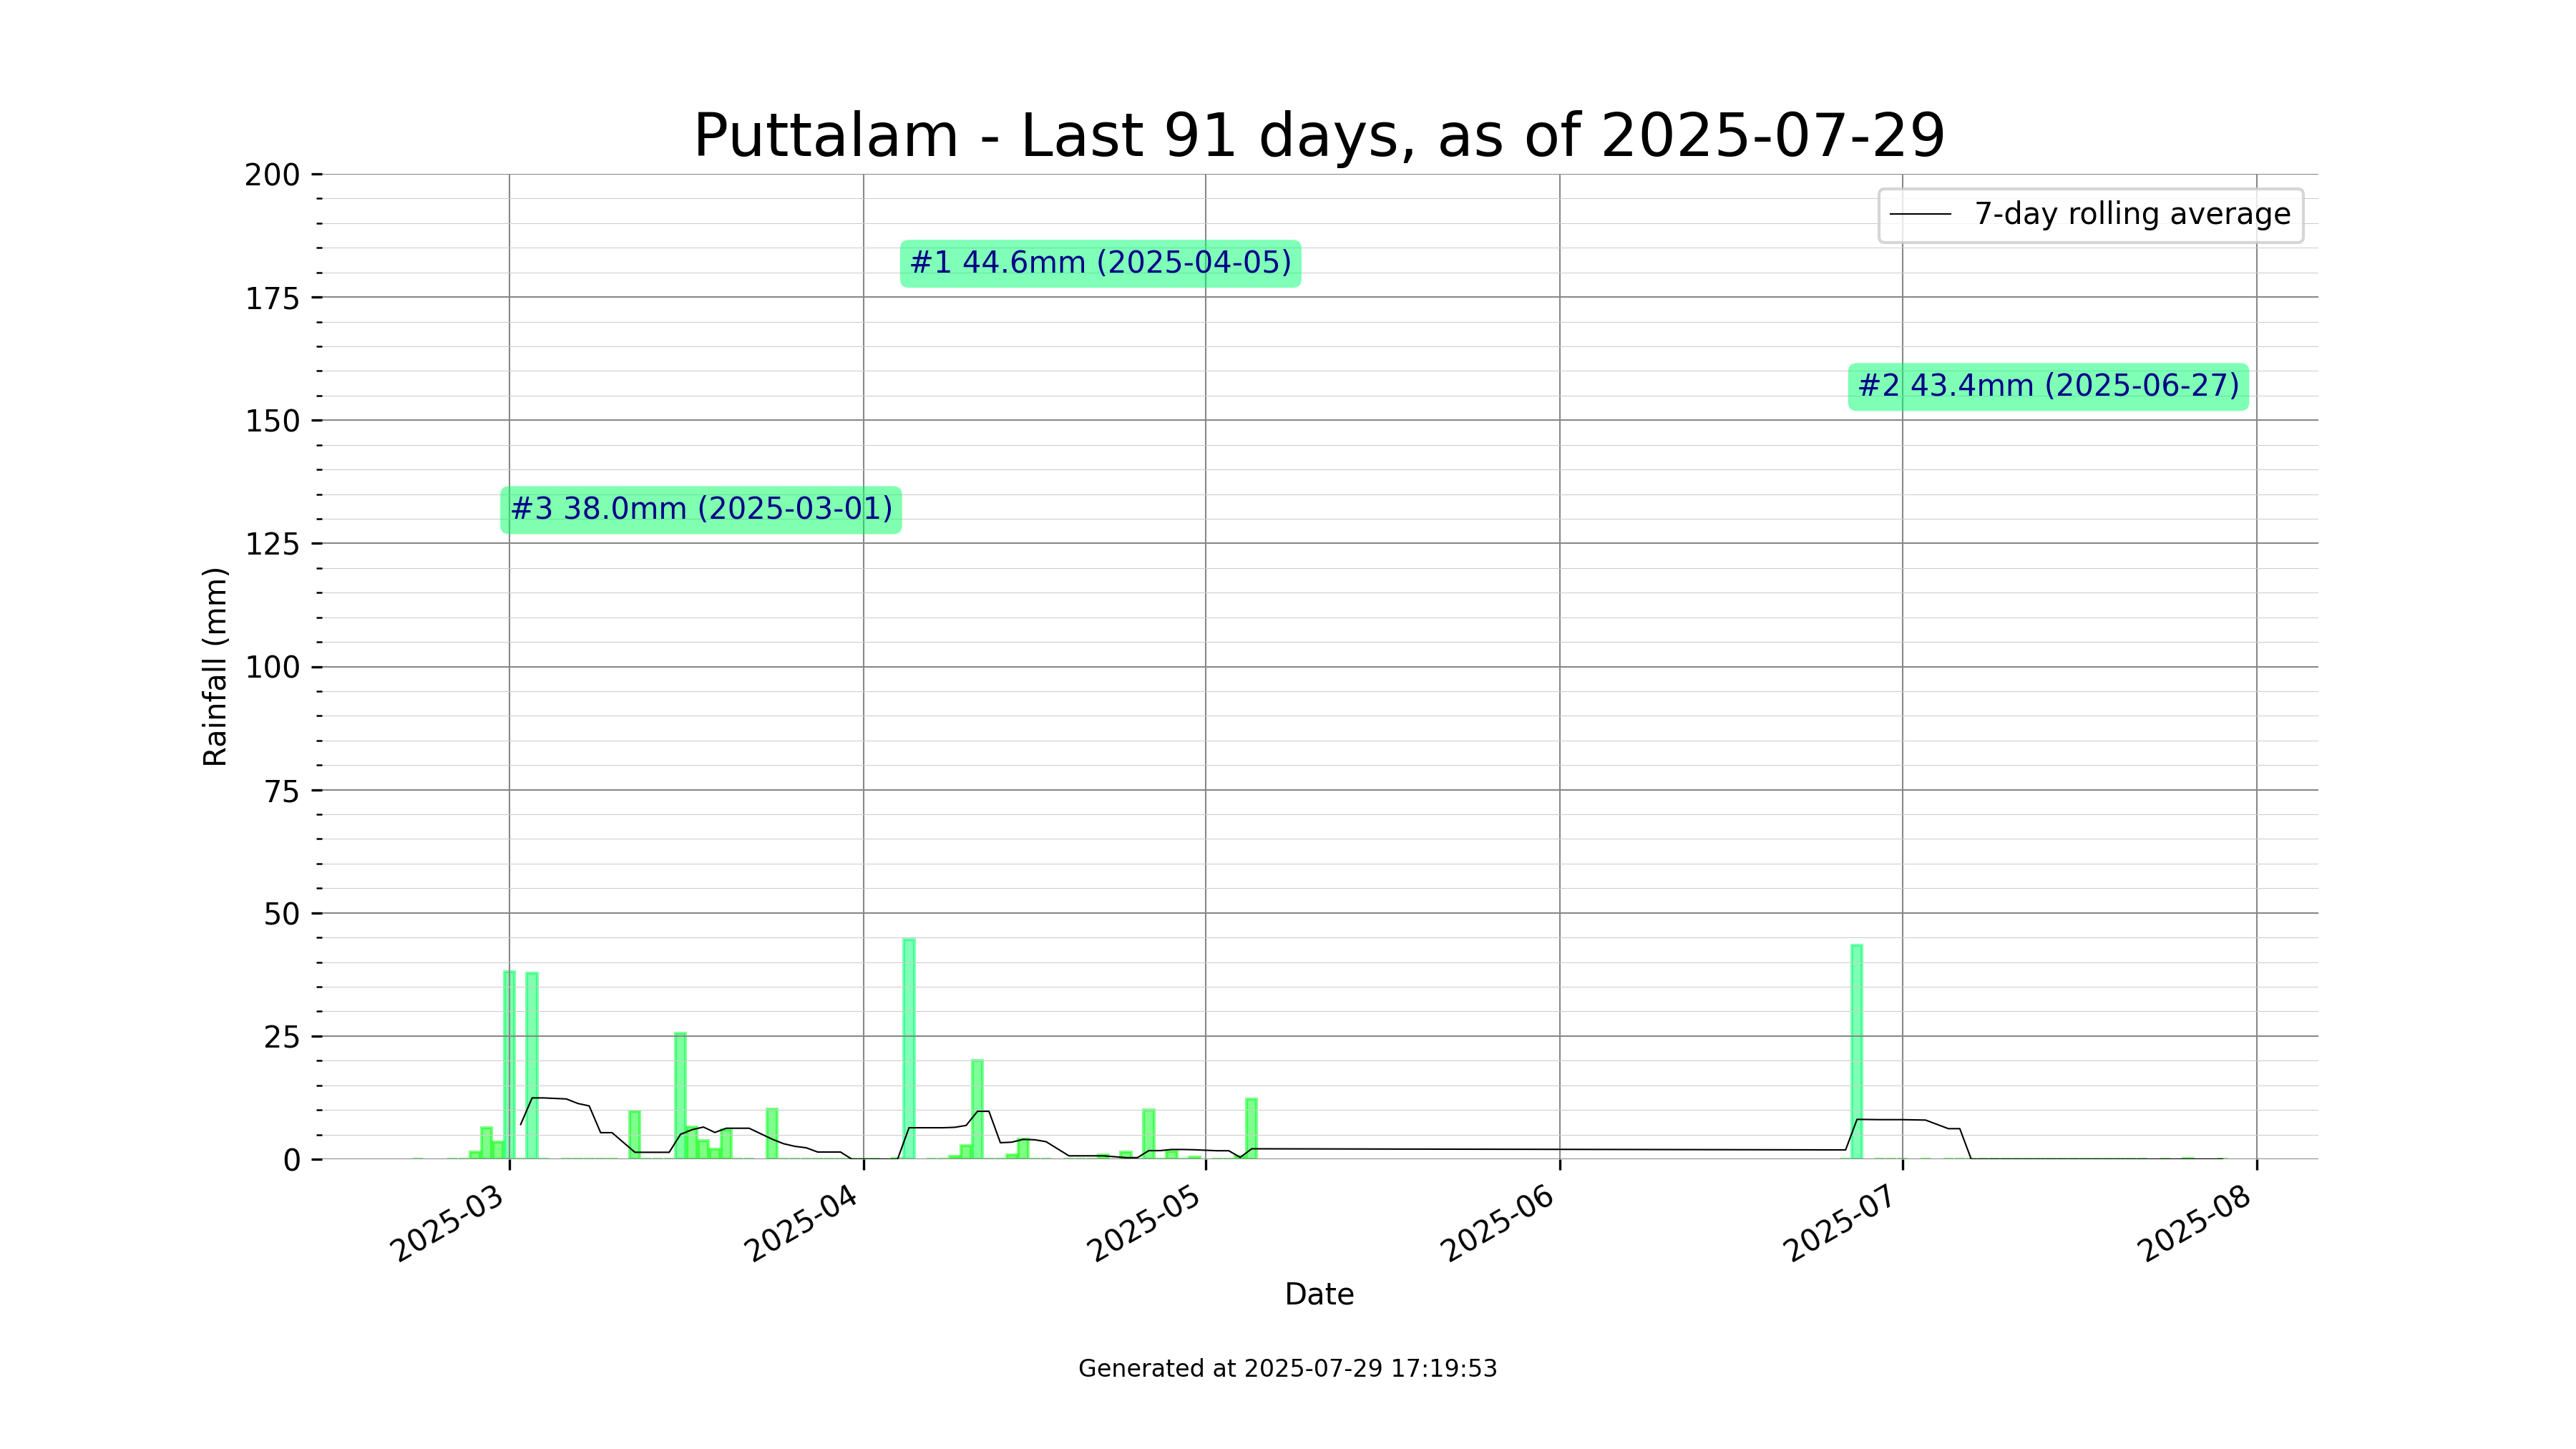 Puttalam - Last 91 days, as of 2025-07-29
200
7-day rolling average
#1 44.6mm (2025-04-05)
175
#2 43.4mm (2025-06-27)
150
#3 38.0mm (2025-03-01)
125
Rainfall (mm)
100
75
50
25
0
2025-03
2025-04
2025-05
2025-06
2025-07
2025-08
Date
Generated at 2025-07-29 17:19:53